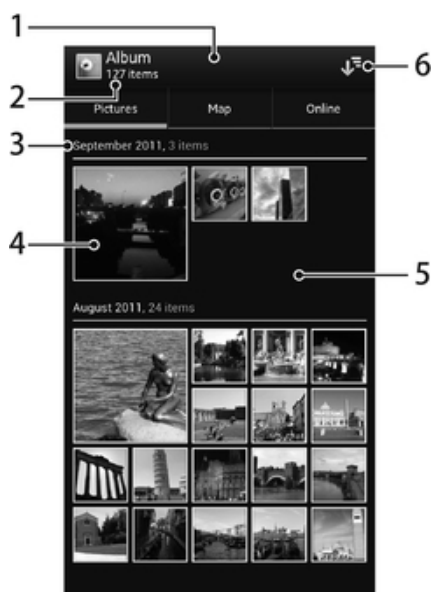 1
Album
127 items
6
2
Pictures Map Online
3
September 2011, 3 items
4
5
August 2011, 24 items